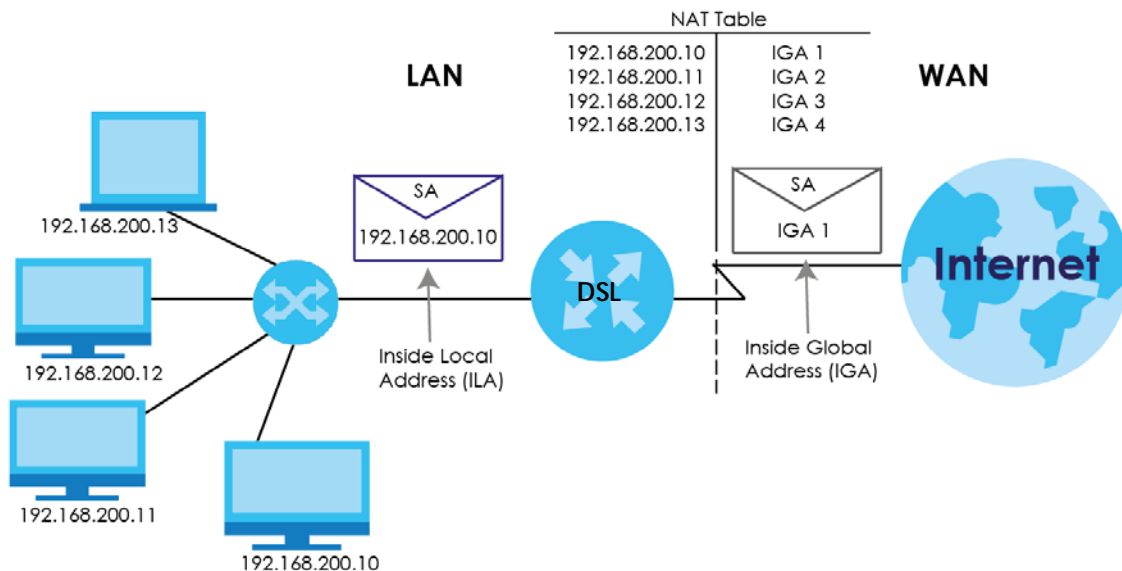 NAT Table
192.168.200.10 IGA 1
192.168.200.11 IGA 2
192.168.200.12 IGA 3
192.168.200.13 IGA 4
LAN
WAN
SA
192.168.200.10
SA
IGA 1
192.168.200.13
DSL
Internet
Inside Local
Address (ILA)
Inside Global
Address (IGA)
192.168.200.12
192.168.200.11
192.168.200.10